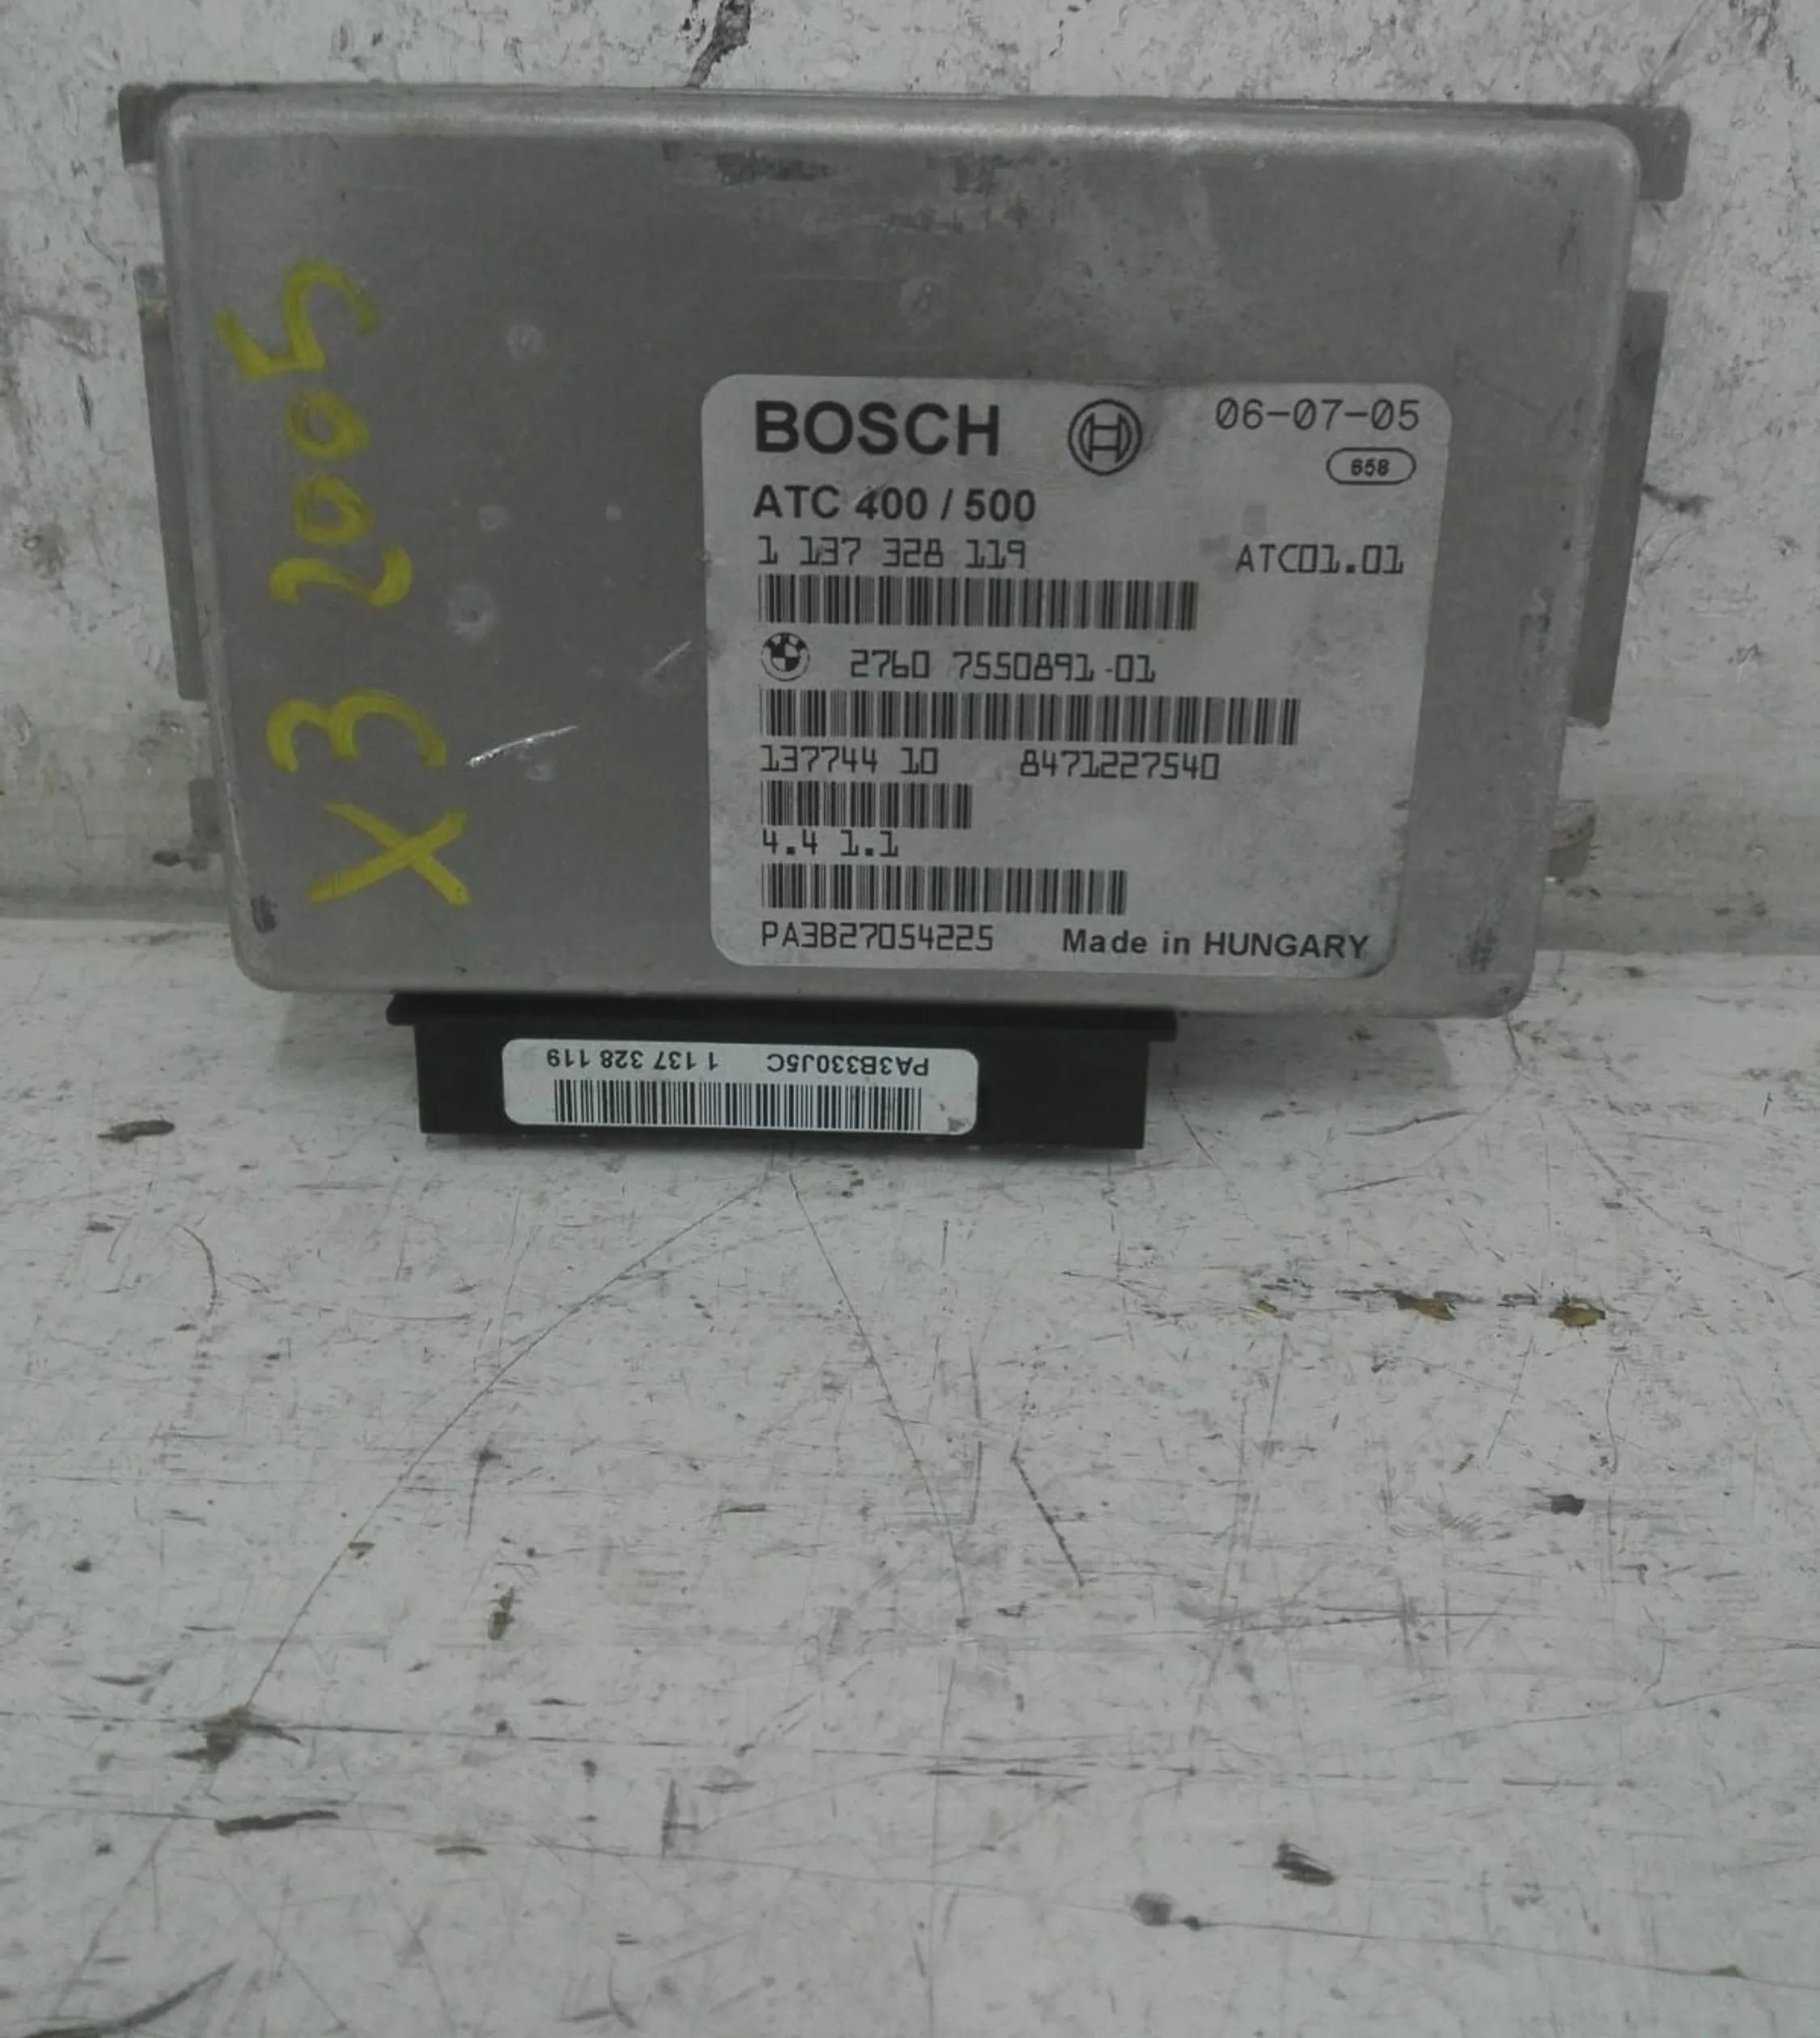 X3 2005
BOSCH 06-07-05
658
ATC 400 / 500
1 137 328 119 ATC01.01
2760 7550891-01
137744 10 8471227540
4.4 1.1
PA3B27054225 Made in HUNGARY
PA3B330J5C 1 137 328 119